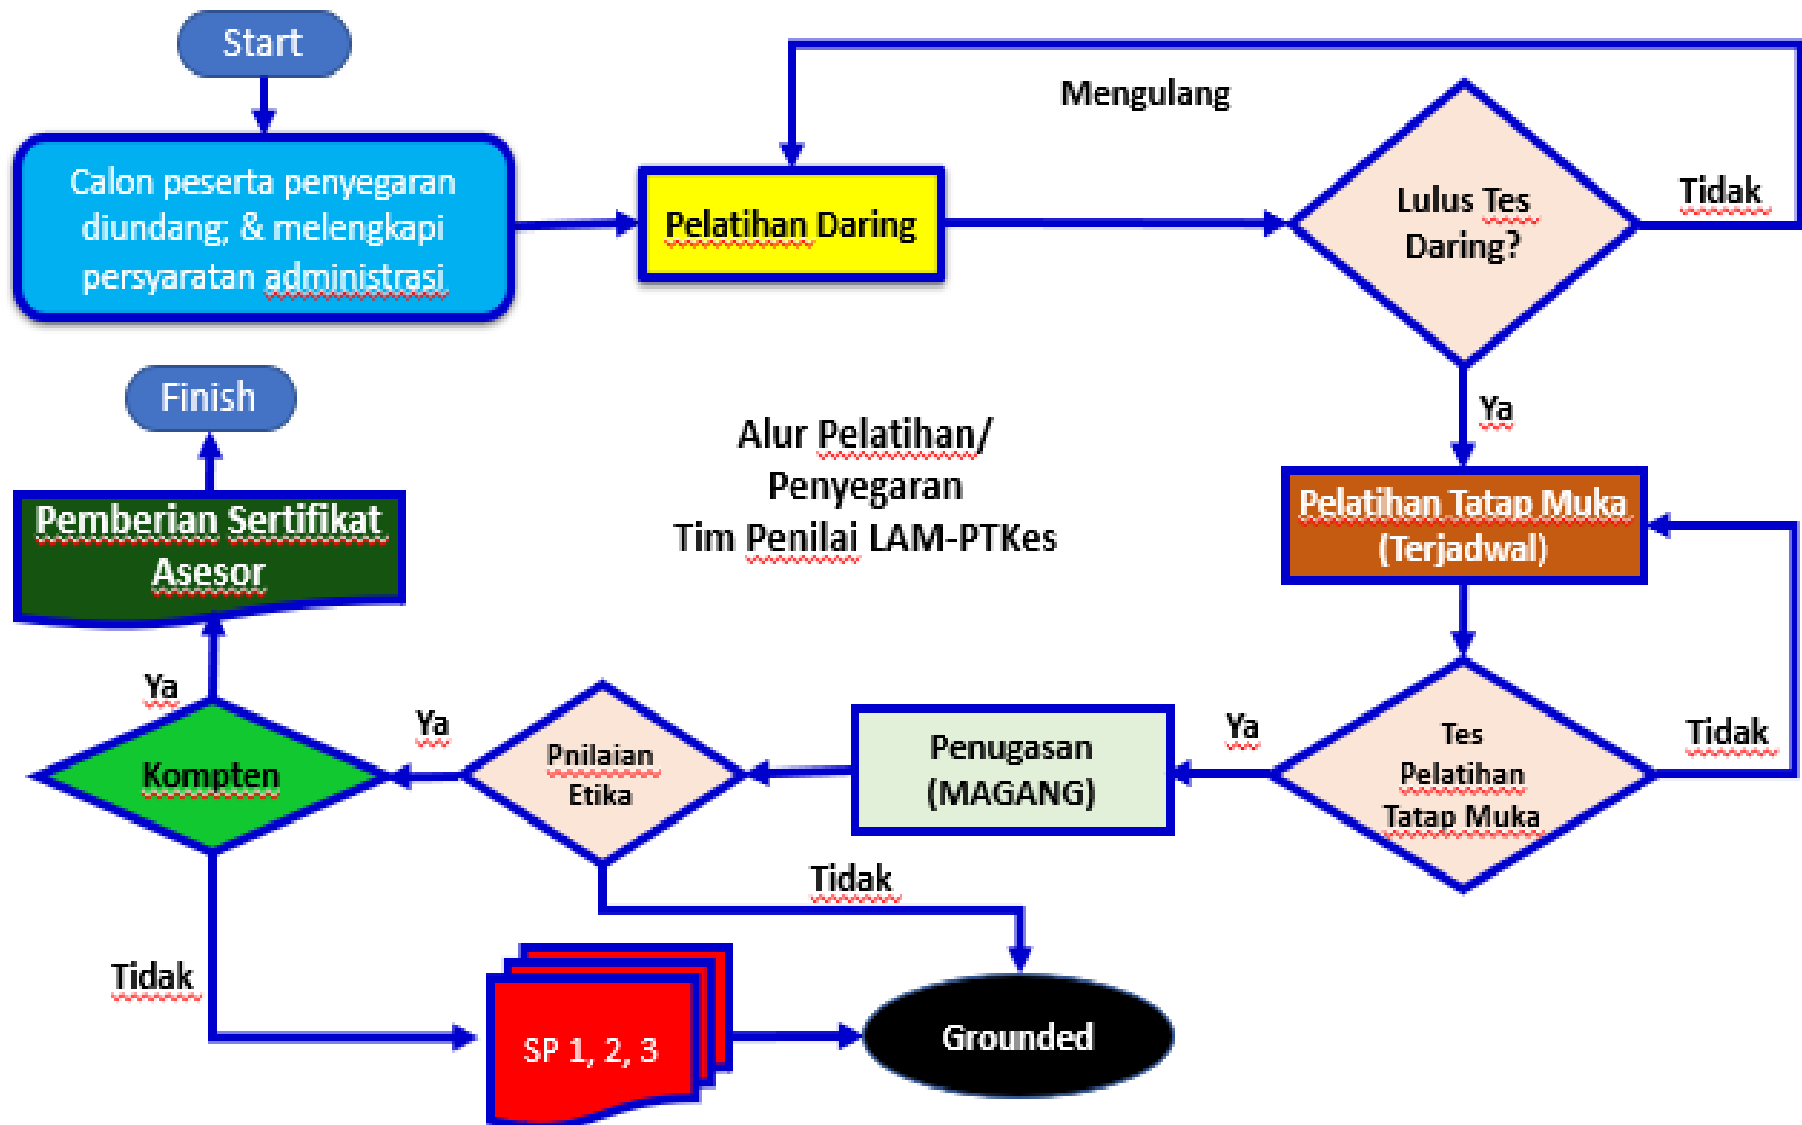 Start
Calon peserta penyegaran
diundang; & melengkapi
persyaratan administrasi
Pelatihan Daring
Mengulang
Lulus Tes
Daring?
Tidak
Ya
Finish
Alur Pelatihan/
Penyegaran
Tim Penilai LAM-PTKes
Pemberian Sertifikat
Asesor
Pelatihan Tatap Muka
(Terjadwal)
Tes
Pelatihan
Tatap Muka
Tidak
Ya
Penugasan
(MAGANG)
Pnilaian
Etika
Ya
Tidak
Kompten
Ya
Tidak
SP 1, 2, 3
Grounded